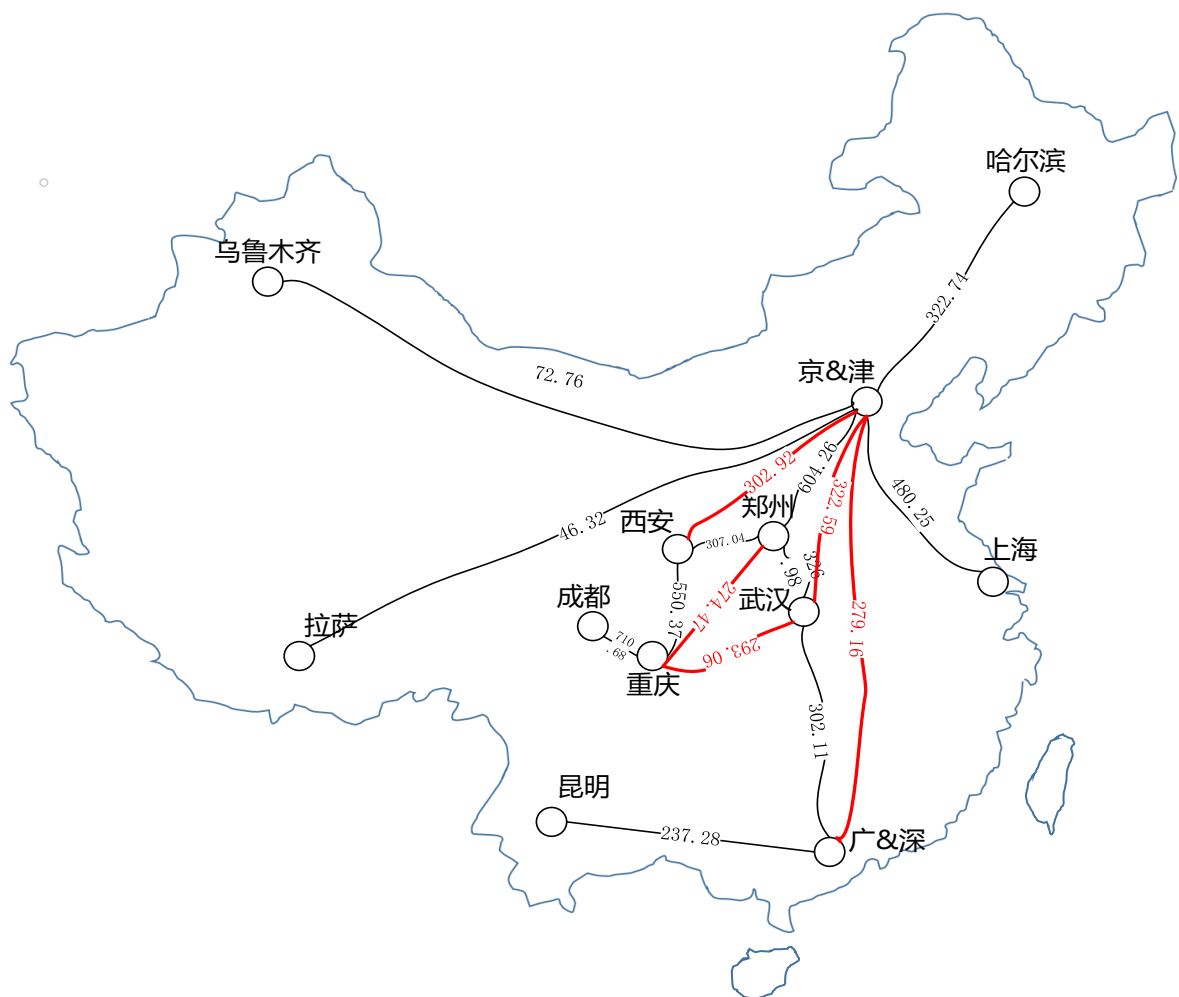 哈尔滨
乌鲁木齐
322.74
京&津
72.76
302.92
604.26
322.59
480.25
郑州
西安
46.32
307.04
326
.98
上海
成都
550.37
274.47
武汉
拉萨
710
.68
293.06
279.16
重庆
302.11
昆明
237.28
广&深